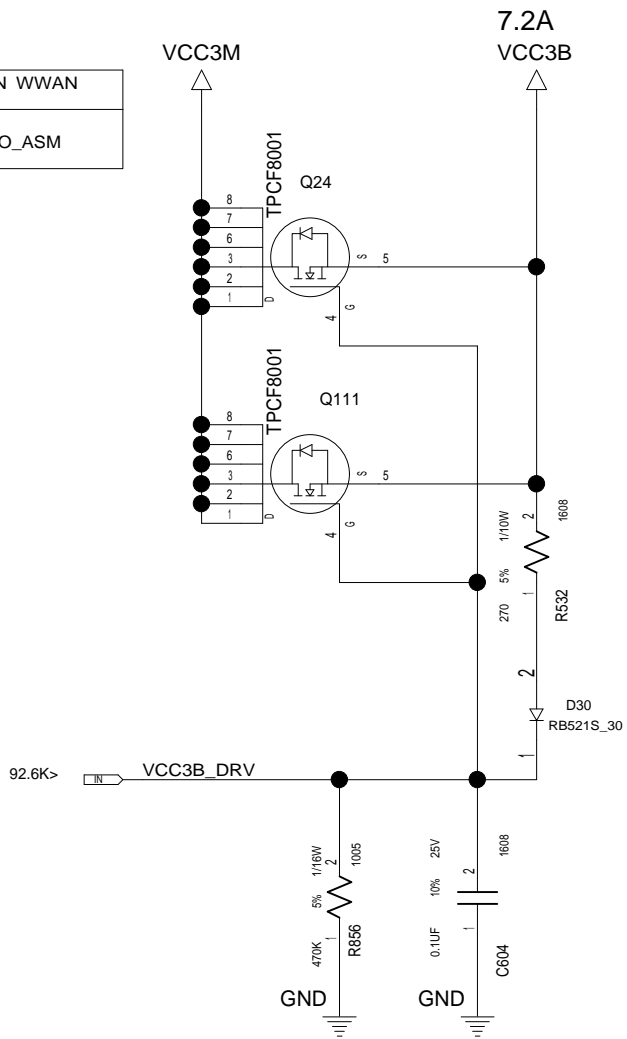 7.2A
VCC3M
VCC3B
N WWAN
O_ASM
TPCF8001
Q24
8
7
6
3
2
1
D
S
5
4
G
TPCF8001
Q111
8
7
6
3
2
1
D
S
5
4
G
270 5% 1/10W
1608
2
1
R532
2
D30
RB521S_30
1
92.6K>
IN
VCC3B_DRV
470K 5% 1/16W
1005
2
1
R856
0.1UF 10% 25V
1608
2
1
C604
GND
GND